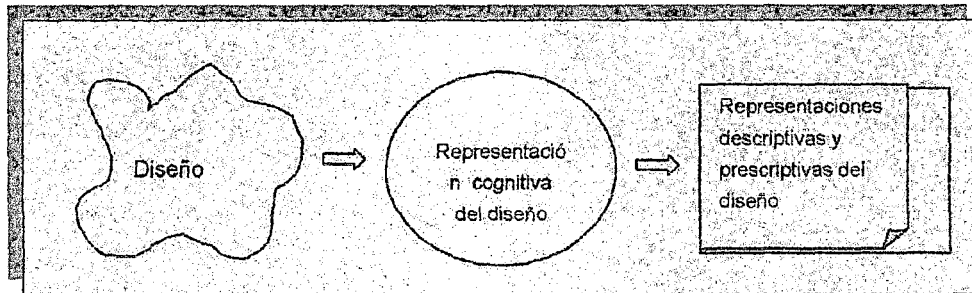 Diseño
Representació
n cognitiva
del diseño
Representaciones
descriptivas y
prescriptivas del
diseño